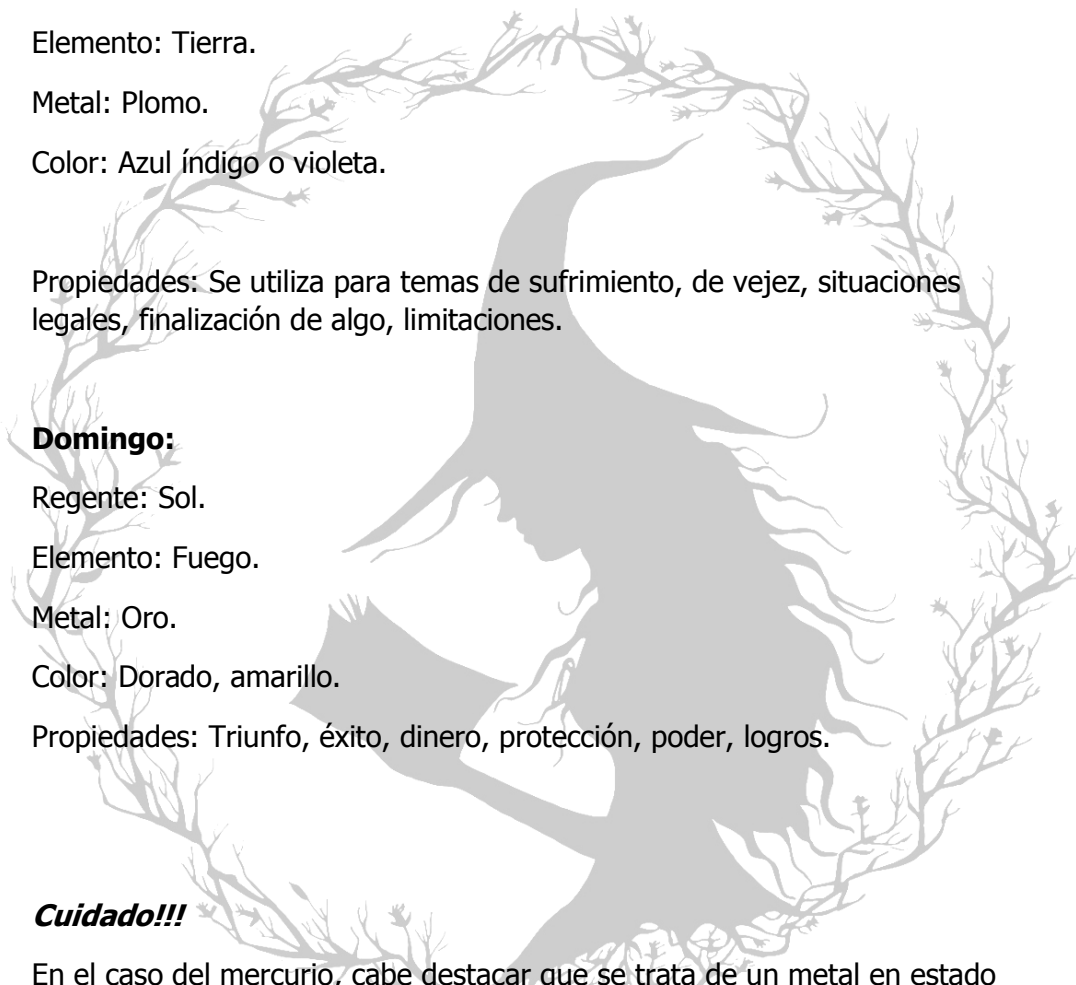 Elemento: Tierra.
Metal: Plomo.
Color: Azul índigo o violeta.
Propiedades: Se utiliza para temas de sufrimiento, de vejez, situaciones
legales, finalización de algo, limitaciones.
Domingo:
Regente: Sol.
Elemento: Fuego.
Metal: Oro.
Color: Dorado, amarillo.
Propiedades: Triunfo, éxito, dinero, protección, poder, logros.
Cuidado!!!
En el caso del mercurio, cabe destacar que se trata de un metal en estado